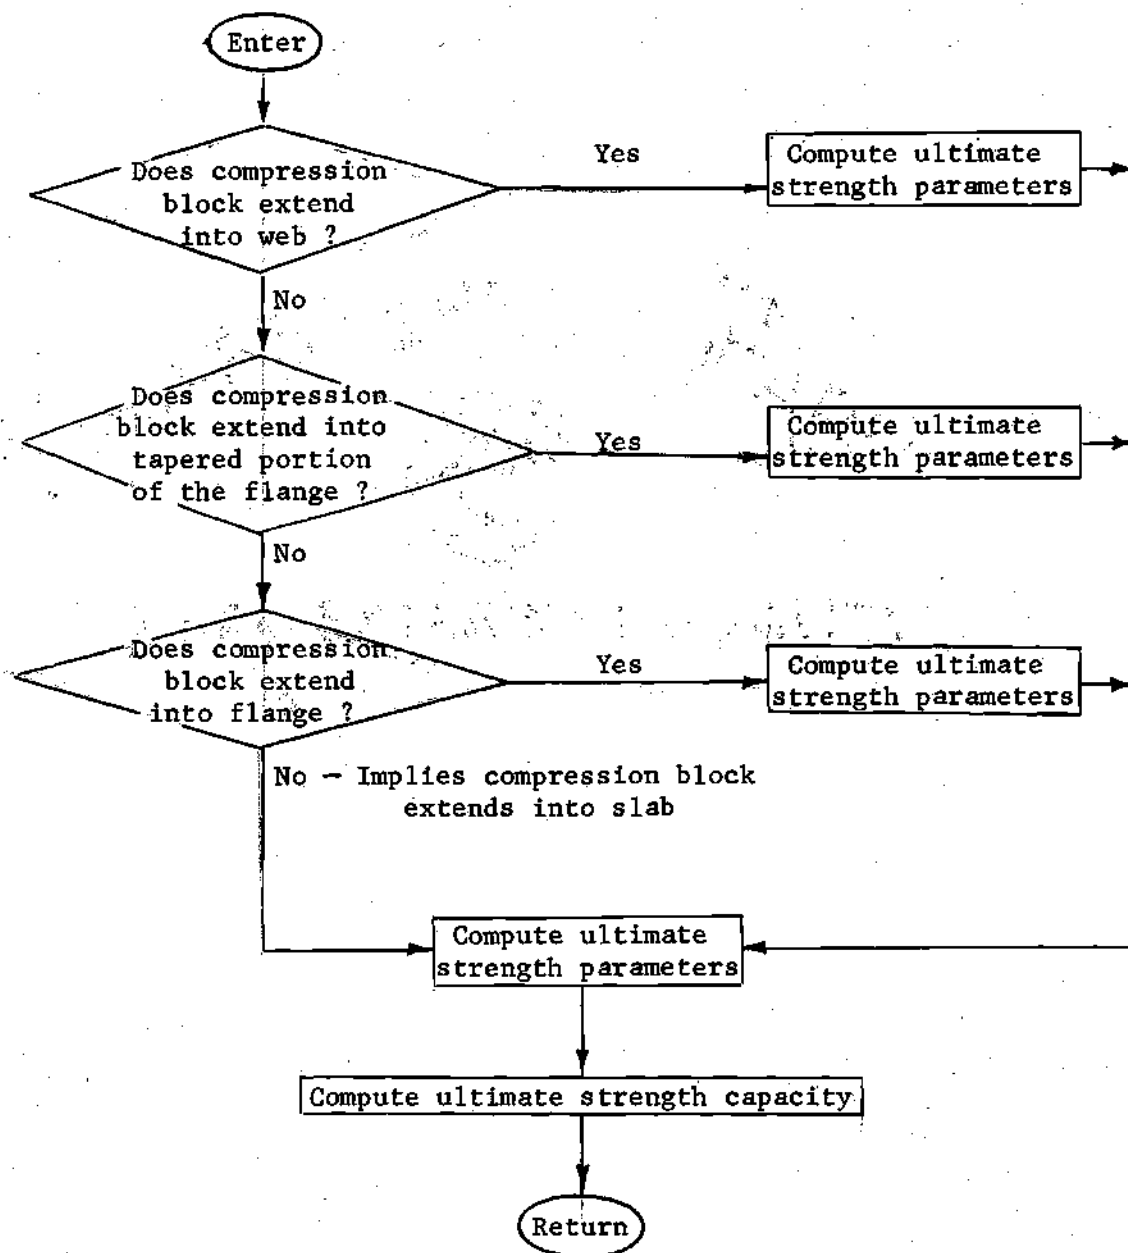 Enter
Does compression
block extend
into web ?
Yes
Compute ultimate
strength parameters
No
Does compression
block extend into
tapered portion
of the flange ?
Yes
Compute ultimate
strength parameters
No
Does compression
block extend
into flange ?
Yes
Compute ultimate
strength parameters
No - Implies compression block
extends into slab
Compute ultimate
strength parameters
Compute ultimate strength capacity
Return